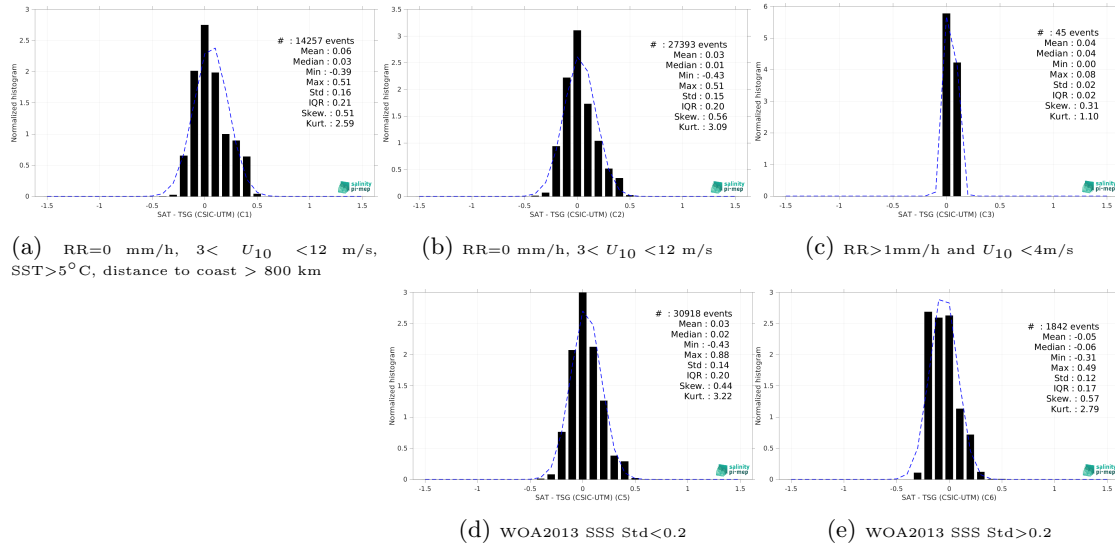 3
2.5
2
1.5
1
0.5
0
Normalized histogram
-1.5
-1
-0.5
0
0.5
1
1.5
SAT - TSG (CSIC-UTM) (C1)
# : 14257 events
Mean : 0.06
Median : 0.03
Min : -0.39
Max : 0.51
Std : 0.16
IQR : 0.21
Skew. : 0.51
Kurt. : 2.59
salinity
pi-mep
(a) RR=0 mm/h, 3< U10 <12 m/s,
SST>5°C, distance to coast > 800 km
3.5
3
2.5
2
1.5
1
0.5
0
Normalized histogram
-1.5
-1
-0.5
0
0.5
1
1.5
SAT - TSG (CSIC-UTM) (C2)
# : 27393 events
Mean : 0.03
Median : 0.01
Min : -0.43
Max : 0.51
Std : 0.15
IQR : 0.20
Skew. : 0.56
Kurt. : 3.09
salinity
pi-mep
(b) RR=0 mm/h, 3< U10 <12 m/s
6
5
4
3
2
1
0
Normalized histogram
-1.5
-1
-0.5
0
0.5
1
1.5
SAT - TSG (CSIC-UTM) (C3)
# : 45 events
Mean : 0.04
Median : 0.04
Min : 0.00
Max : 0.08
Std : 0.02
IQR : 0.02
Skew. : 0.31
Kurt. : 1.10
salinity
pi-mep
(c) RR>1mm/h and U10 <4m/s
3
2.5
2
1.5
1
0.5
0
Normalized histogram
-1.5
-1
-0.5
0
0.5
1
1.5
SAT - TSG (CSIC-UTM) (C5)
# : 30918 events
Mean : 0.03
Median : 0.02
Min : -0.43
Max : 0.88
Std : 0.14
IQR : 0.20
Skew. : 0.44
Kurt. : 3.22
salinity
pi-mep
(d) WOA2013 SSS Std<0.2
3
2.5
2
1.5
1
0.5
0
Normalized histogram
-1.5
-1
-0.5
0
0.5
1
1.5
SAT - TSG (CSIC-UTM) (C6)
# : 1842 events
Mean : -0.05
Median : -0.06
Min : -0.31
Max : 0.49
Std : 0.12
IQR : 0.17
Skew. : 0.57
Kurt. : 2.79
salinity
pi-mep
(e) WOA2013 SSS Std>0.2